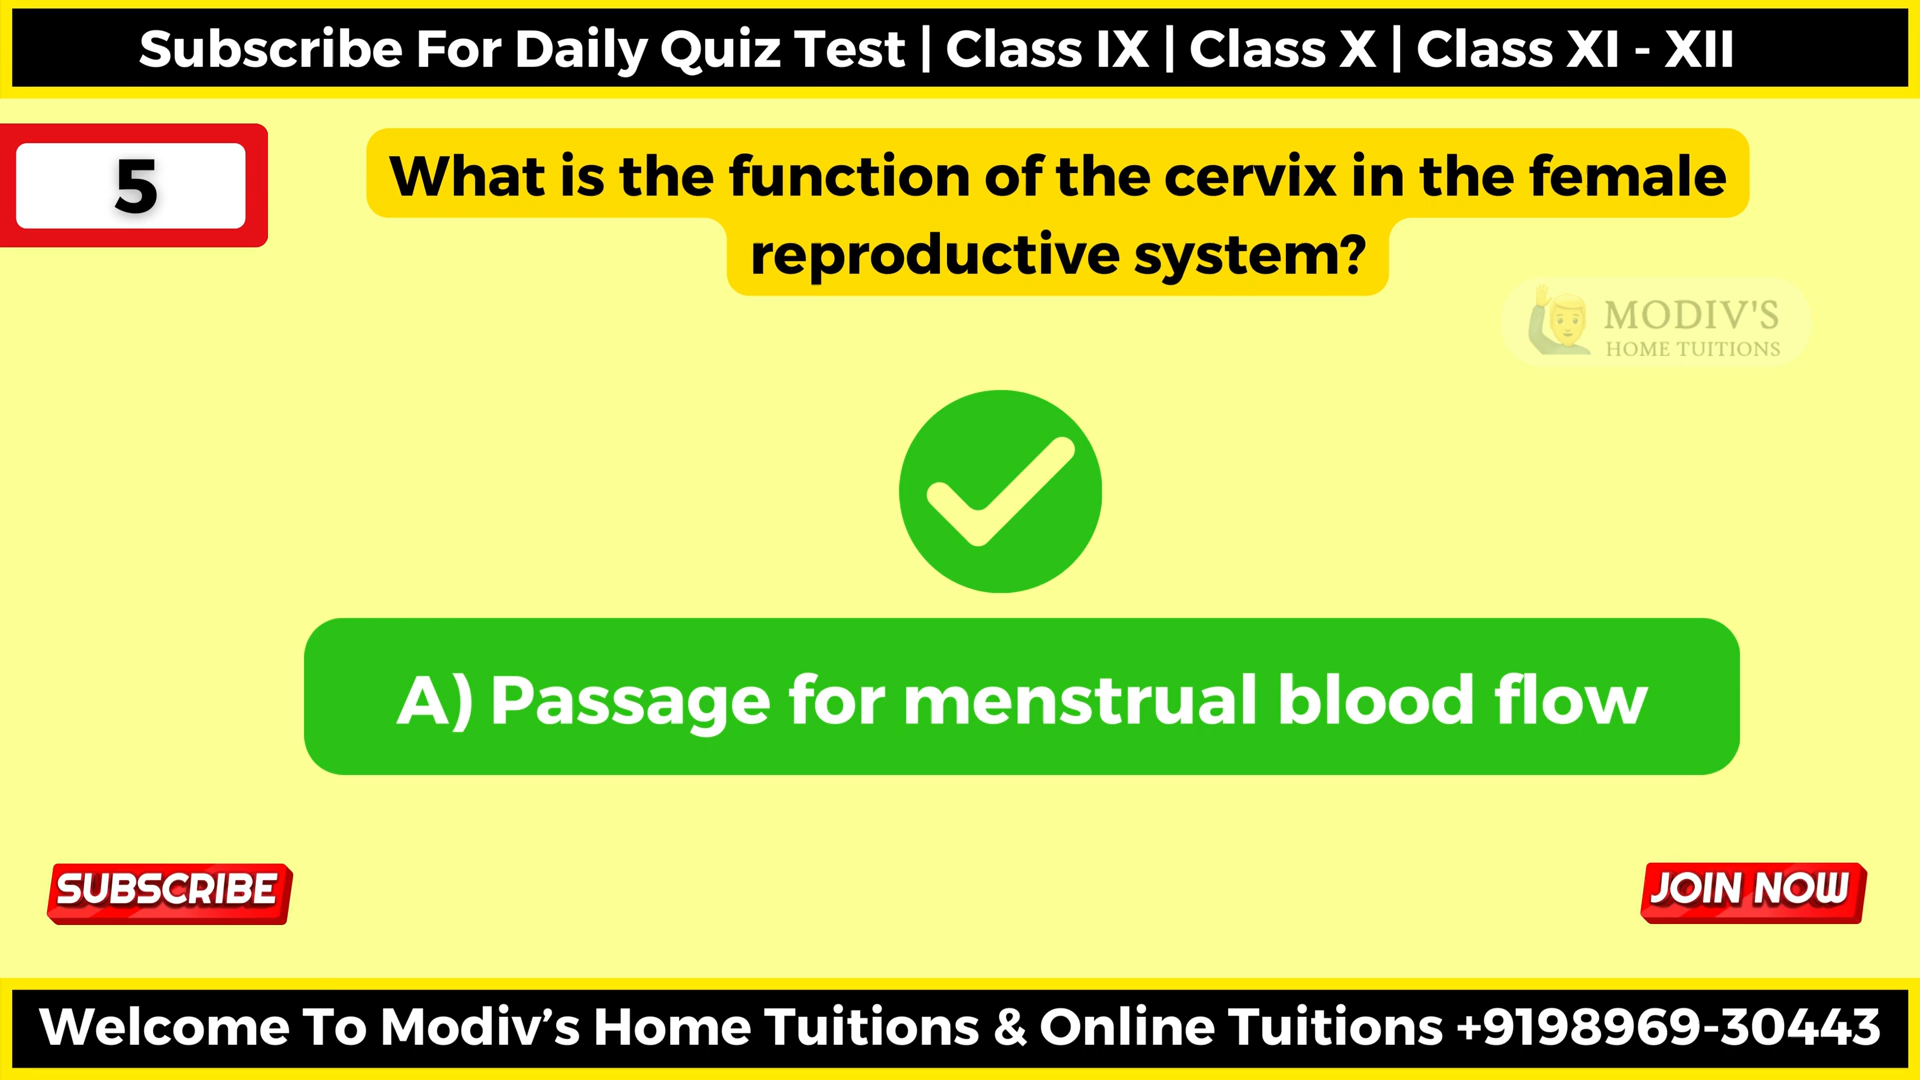 Subscribe For Daily Quiz Test | Class IX | Class X | Class XI - XII
5
What is the function of the cervix in the female
reproductive system?
MODIV'S
HOME TUITIONS
A) Passage for menstrual blood flow
SUBSCRIBE
JOIN NOW
Welcome To Modiv’s Home Tuitions & Online Tuitions +9198969-30443